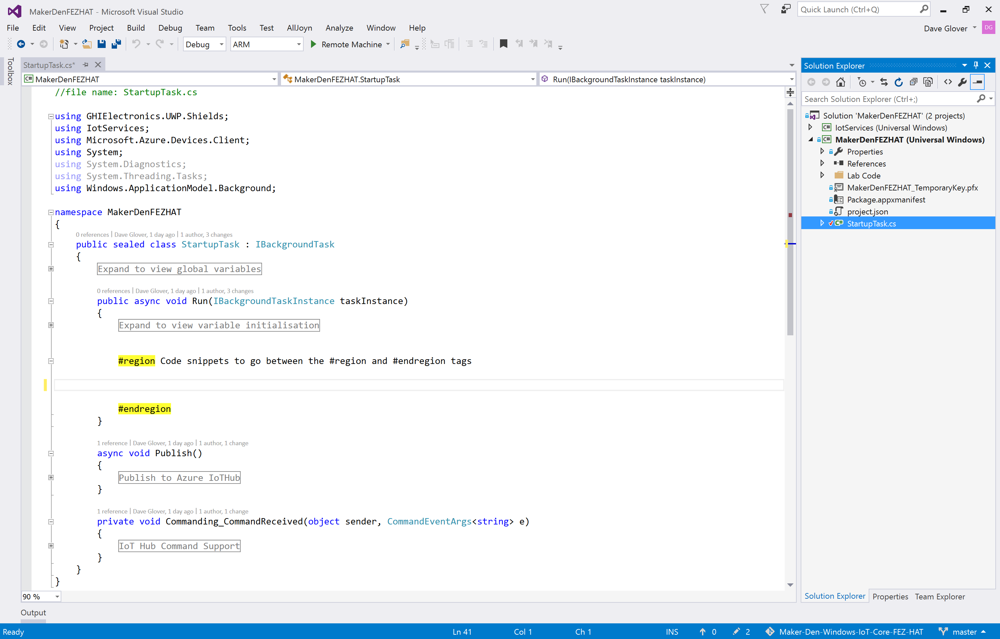 MakerDenFEZHAT - Microsoft Visual Studio
Quick Launch (Ctrl+Q)
File Edit View Project Build Debug Team Tools Test AllJoyn Analyze Window Help
Dave Glover DG
Debug ARM Remote Machine
Toolbox
StartupTask.cs*
C# MakerDenFEZHAT MakerDenFEZHAT.StartupTask Run(IBackgroundTaskInstance taskInstance)
//file name: StartupTask.cs
using GHIElectronics.UWP.Shields;
using IotServices;
using Microsoft.Azure.Devices.Client;
using System;
using System.Diagnostics;
using System.Threading.Tasks;
using Windows.ApplicationModel.Background;
namespace MakerDenFEZHAT
{
0 references | Dave Glover, 1 day ago | 1 author, 3 changes
public sealed class StartupTask : IBackgroundTask
{
Expand to view global variables
0 references | Dave Glover, 1 day ago | 1 author, 3 changes
public async void Run(IBackgroundTaskInstance taskInstance)
{
Expand to view variable initialisation
#region Code snippets to go between the #region and #endregion tags
#endregion
}
1 reference | Dave Glover, 1 day ago | 1 author, 1 change
async void Publish()
{
Publish to Azure IoTHub
}
1 reference | Dave Glover, 1 day ago | 1 author, 1 change
private void Commanding_CommandReceived(object sender, CommandEventArgs<string> e)
{
IoT Hub Command Support
}
}
}
90 %
Output
Solution Explorer
Search Solution Explorer (Ctrl+;)
Solution 'MakerDenFEZHAT' (2 projects)
C# IotServices (Universal Windows)
C# MakerDenFEZHAT (Universal Windows)
Properties
References
Lab Code
MakerDenFEZHAT_TemporaryKey.pfx
Package.appxmanifest
project.json
C# StartupTask.cs
Solution Explorer Properties Team Explorer
Ready Ln 41 Col 1 Ch 1 INS 0 2 Maker-Den-Windows-IoT-Core-FEZ-HAT master